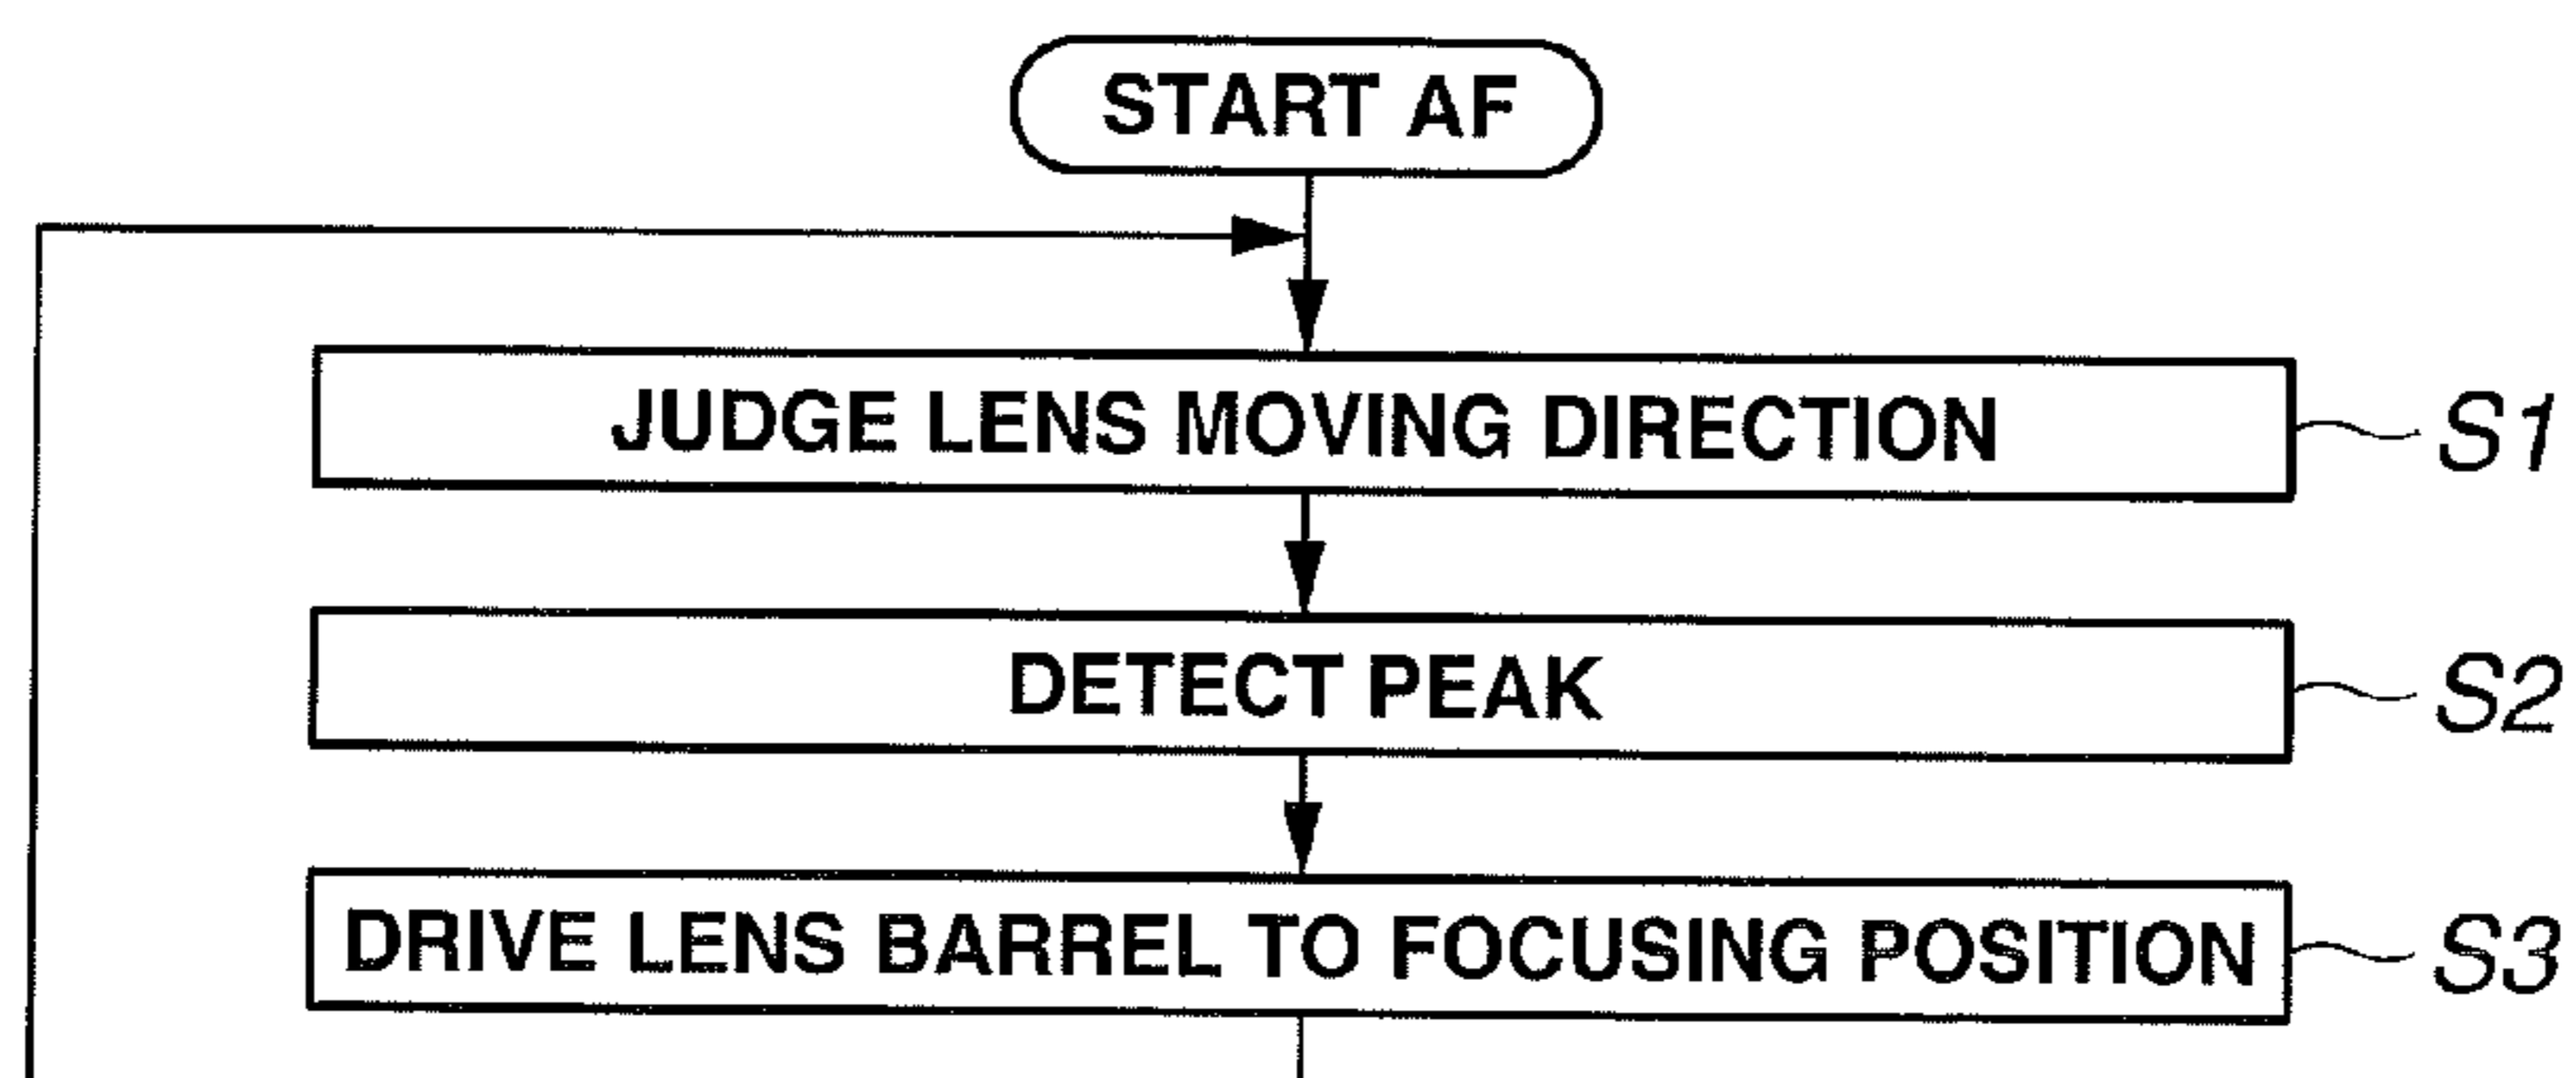 START AF
JUDGE LENS MOVING DIRECTION
S1
DETECT PEAK
S2
DRIVE LENS BARREL TO FOCUSING POSITION
S3